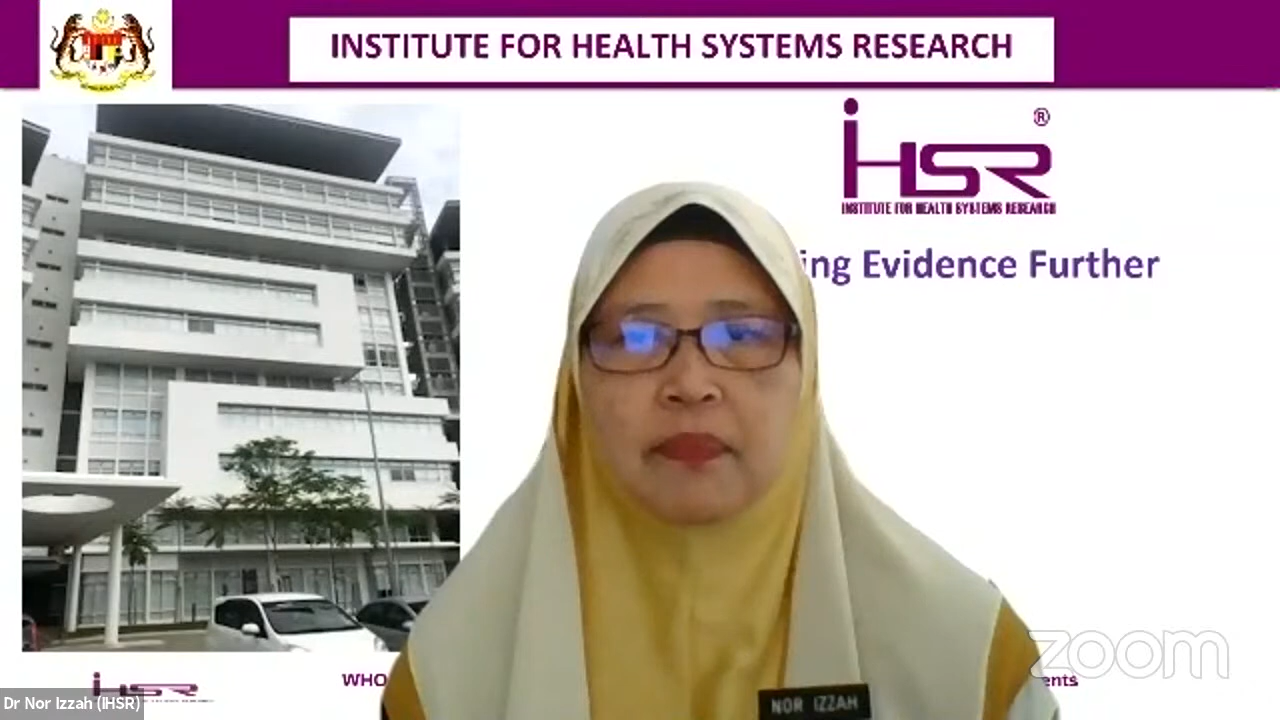 INSTITUTE FOR HEALTH SYSTEMS RESEARCH
iHSR®
INSTITUTE FOR HEALTH SYSTEMS RESEARCH
ing Evidence Further
zoom
iHSR
WHO
ents
NOR IZZAH
Dr Nor Izzah (IHSR)